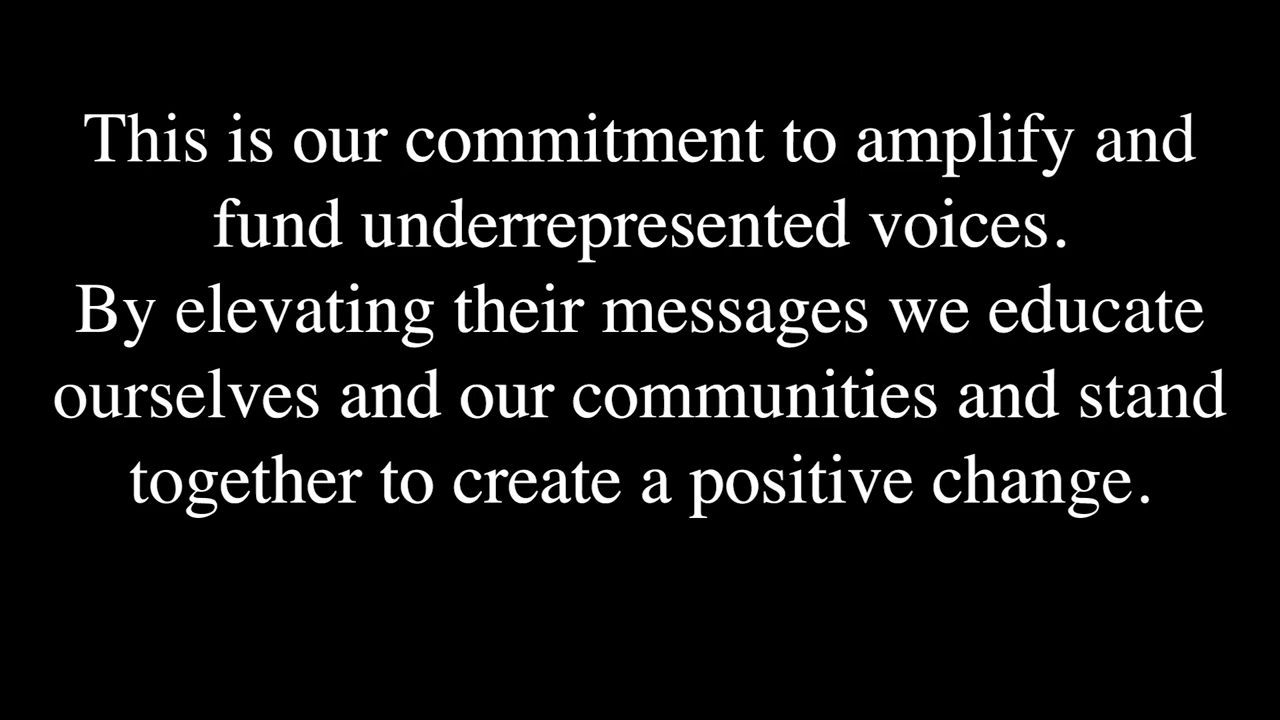 This is our commitment to amplify and
fund underrepresented voices.
By elevating their messages we educate
ourselves and our communities and stand
together to create a positive change.